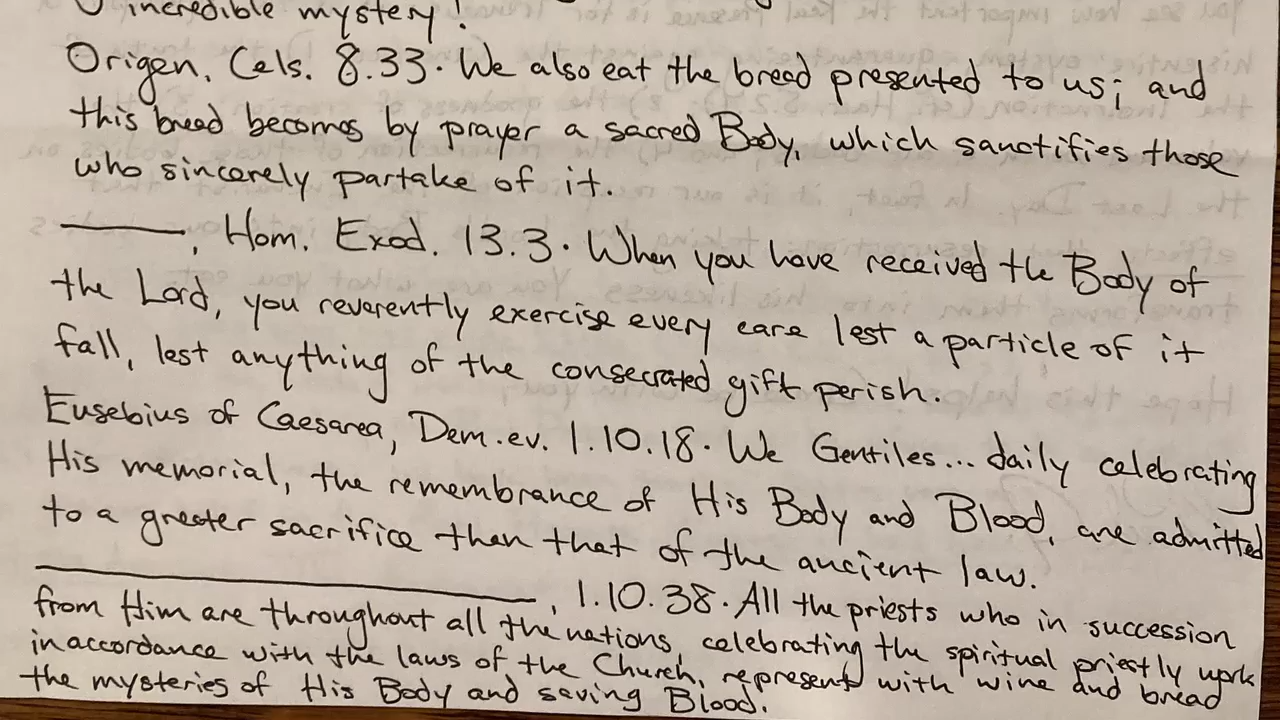 incredible mystery!
Origen, Cels. 8.33. We also eat the bread presented to us; and
this bread becomes by prayer a sacred Body, which sanctifies those
who sincerely partake of it.
———, Hom. Exod. 13.3. When you have received the Body of
the Lord, you reverently exercise every care lest a particle of it
fall, lest anything of the consecrated gift perish.
Eusebius of Caesarea, Dem. ev. 1.10.18. We Gentiles... daily celebrating
His memorial, the remembrance of His Body and Blood, are admitted
to a greater sacrifice than that of the ancient law.
———, 1.10.38. All the priests who in succession
from Him are throughout all the nations, celebrating the spiritual priestly work
in accordance with the laws of the Church, represent with wine and bread
the mysteries of His Body and saving Blood.